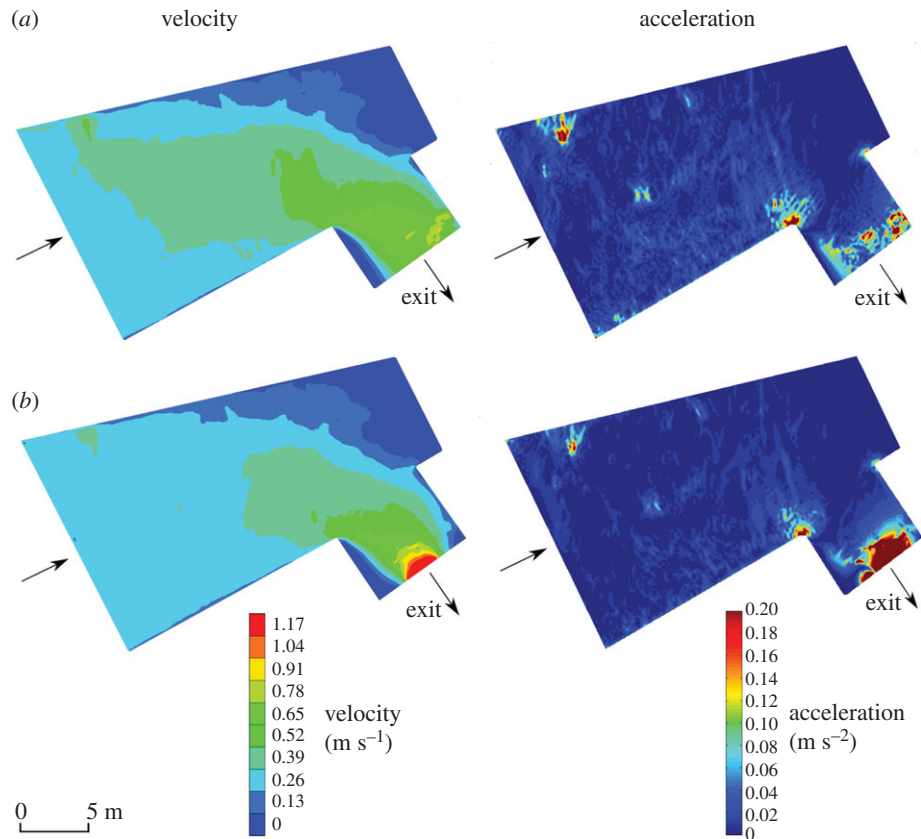 (a) velocity acceleration
exit exit
(b)
exit exit
1.17
1.04
0.91
0.78
0.65
0.52
0.39
0.26
0.13
0
velocity
(m s⁻¹)
0.20
0.18
0.16
0.14
0.12
0.10
0.08
0.06
0.04
0.02
0
acceleration
(m s⁻²)
0 5 m